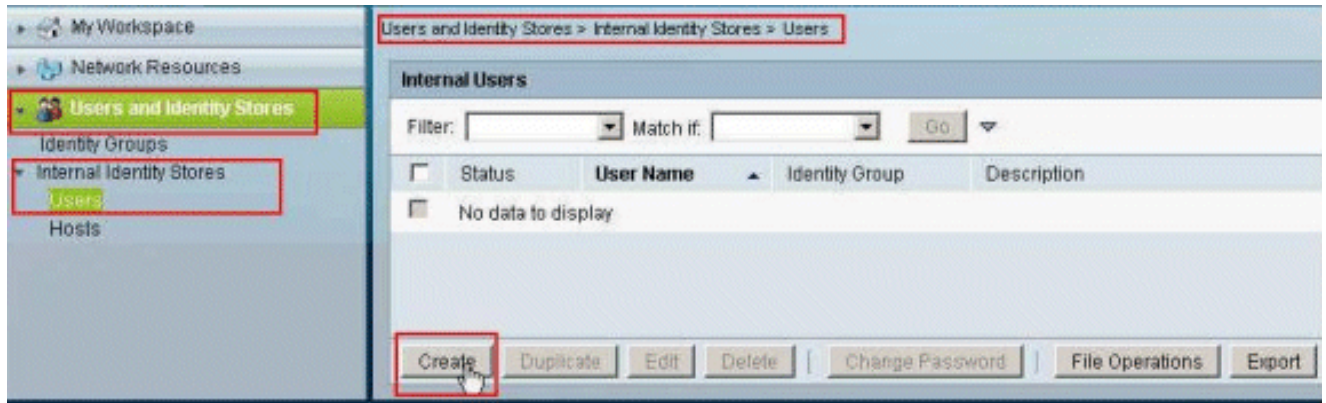 My Workspace
Network Resources
Users and Identity Stores
Identity Groups
Internal Identity Stores
Users
Hosts
Users and Identity Stores > Internal Identity Stores > Users
Internal Users
Filter: Match if: Go
Status User Name Identity Group Description
No data to display
Create Duplicate Edit Delete | Change Password | File Operations Export